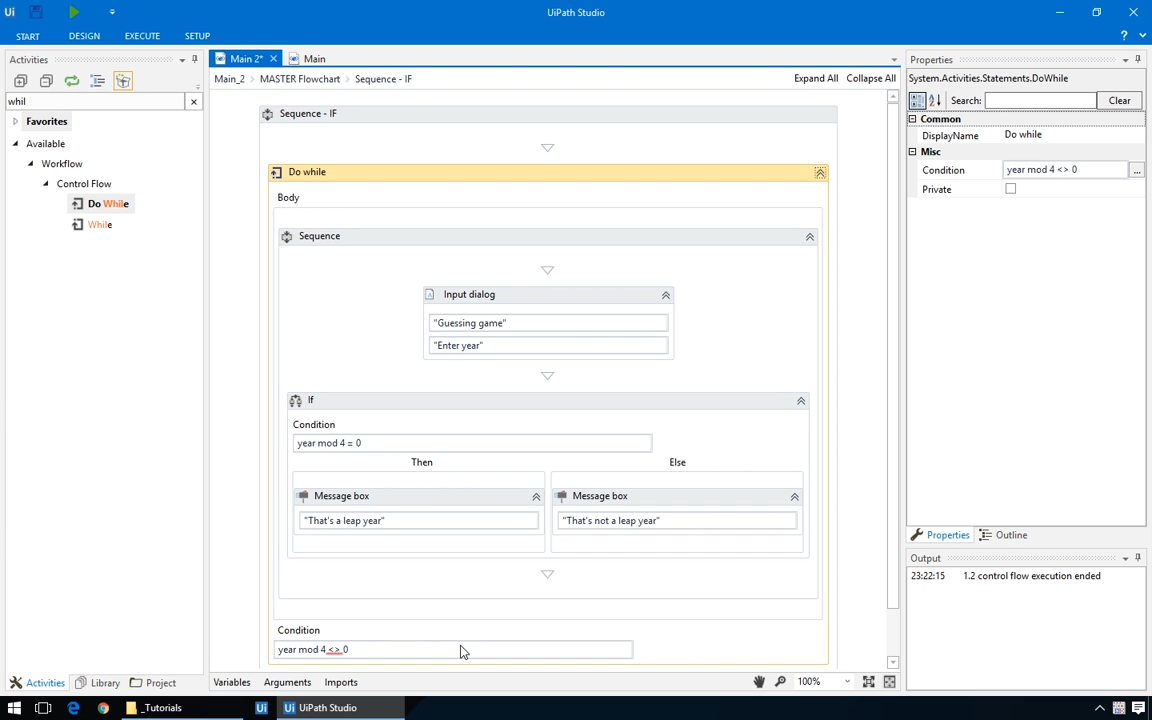 Ui
UiPath Studio
START
DESIGN
EXECUTE
SETUP
?
Activities
whil
Favorites
Available
Workflow
Control Flow
Do While
While
Activities
Library
Project
Main 2*
Main
Main_2 > MASTER Flowchart > Sequence - IF
Expand All
Collapse All
Sequence - IF
Do while
Body
Sequence
Input dialog
"Guessing game"
"Enter year"
If
Condition
year mod 4 = 0
Then
Else
Message box
Message box
"That's a leap year"
"That's not a leap year"
Condition
year mod 4 <> 0
Variables
Arguments
Imports
100%
Properties
System.Activities.Statements.DoWhile
Search:
Clear
Common
DisplayName
Do while
Misc
Condition
year mod 4 <> 0
...
Private
Properties
Outline
Output
23:22:15
1.2 control flow execution ended
_Tutorials
Ui
Ui
UiPath Studio